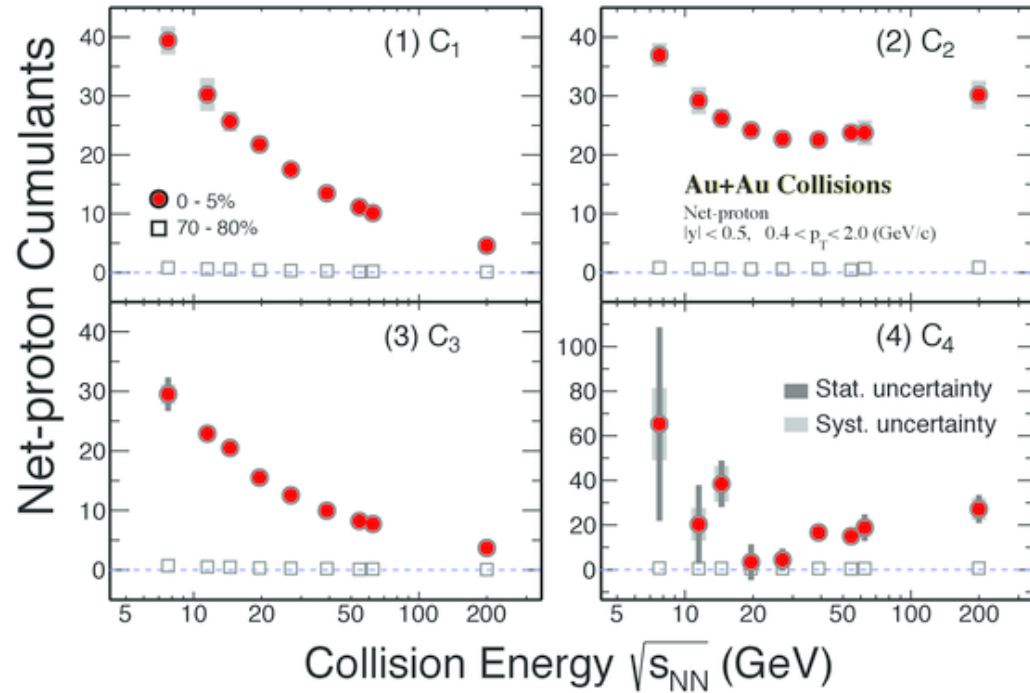 Net-proton Cumulants
40
30
20
10
0
(1) C₁
0 - 5%
70 - 80%
40
30
20
10
0
(2) C₂
Au+Au Collisions
Net-proton
|y| < 0.5, 0.4 < p_T < 2.0 (GeV/c)
40
30
20
10
0
(3) C₃
5 10 20 50 100 200
100
80
60
40
20
0
(4) C₄
Stat. uncertainty
Syst. uncertainty
5 10 20 50 100 200
Collision Energy √s_NN (GeV)